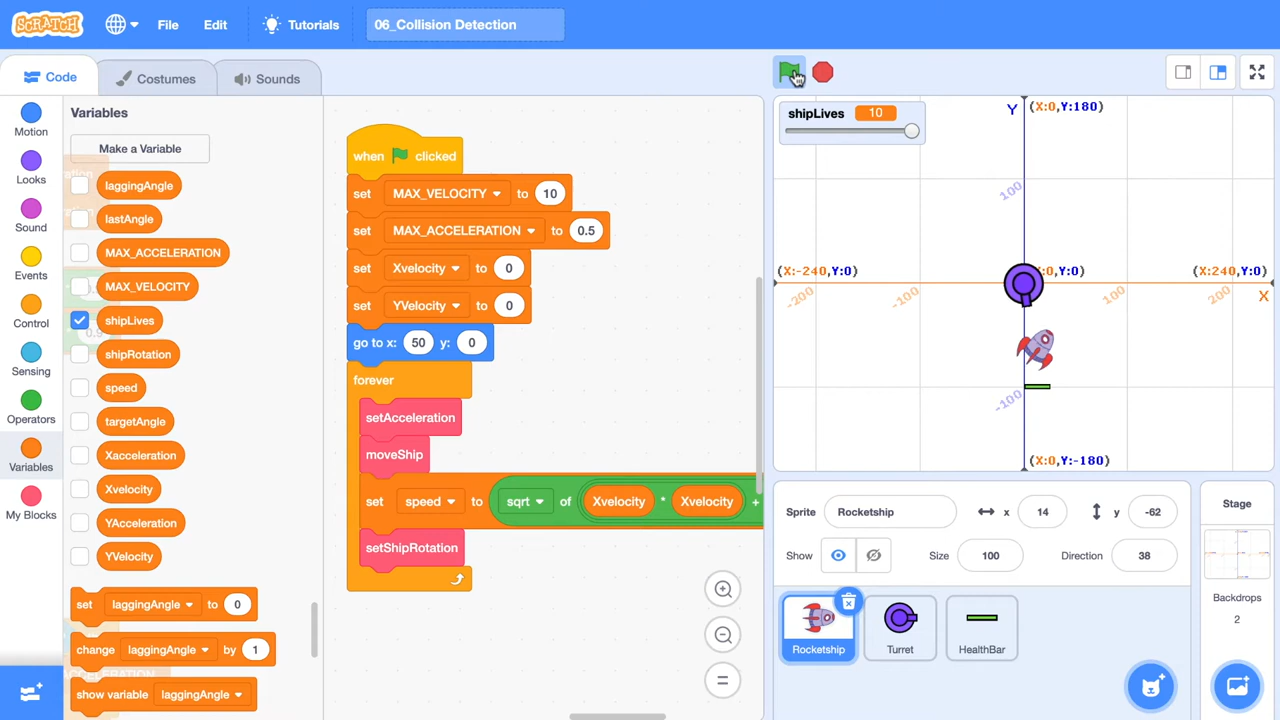 SCRATCH
File
Edit
Tutorials
06_Collision Detection
Code
Costumes
Sounds
Motion
Looks
Sound
Events
Control
Sensing
Operators
Variables
My Blocks
Variables
Make a Variable
laggingAngle
lastAngle
MAX_ACCELERATION
MAX_VELOCITY
shipLives
shipRotation
speed
targetAngle
Xacceleration
Xvelocity
YAcceleration
YVelocity
set laggingAngle to 0
change laggingAngle by 1
show variable laggingAngle
when clicked
set MAX_VELOCITY to 10
set MAX_ACCELERATION to 0.5
set Xvelocity to 0
set YVelocity to 0
go to x: 50 y: 0
forever
setAcceleration
moveShip
set speed to sqrt of Xvelocity * Xvelocity +
setShipRotation
shipLives 10
Y (X:0,Y:180)
100
(X:-240,Y:0) :0,Y:0) (X:240,Y:0)
-200 -100 100 200 X
-100
(X:0,Y:-180)
Sprite Rocketship x 14 y -62
Show Size 100 Direction 38
Rocketship
Turret
HealthBar
Stage
Backdrops
2